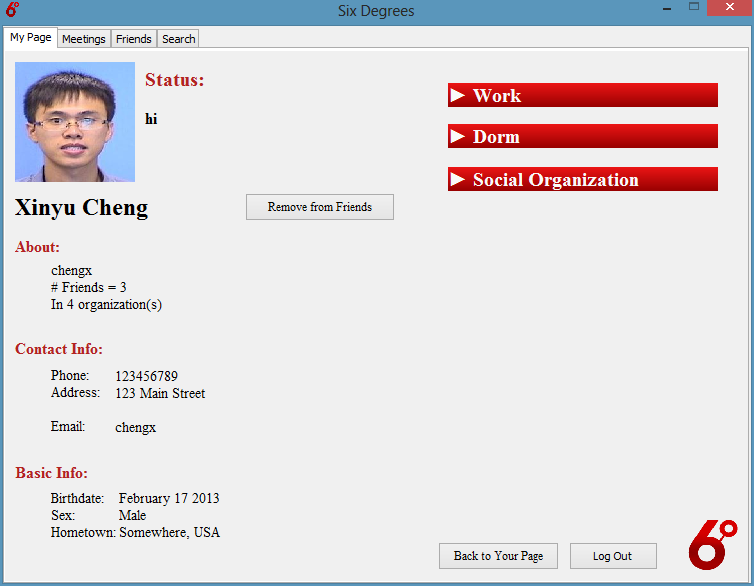 6°
Six Degrees
My Page Meetings Friends Search
Status:
hi
Xinyu Cheng
Remove from Friends
About:
chengx
# Friends = 3
In 4 organization(s)
Contact Info:
Phone: 123456789
Address: 123 Main Street
Email: chengx
Basic Info:
Birthdate: February 17 2013
Sex: Male
Hometown: Somewhere, USA
Work
Dorm
Social Organization
Back to Your Page
Log Out
6°